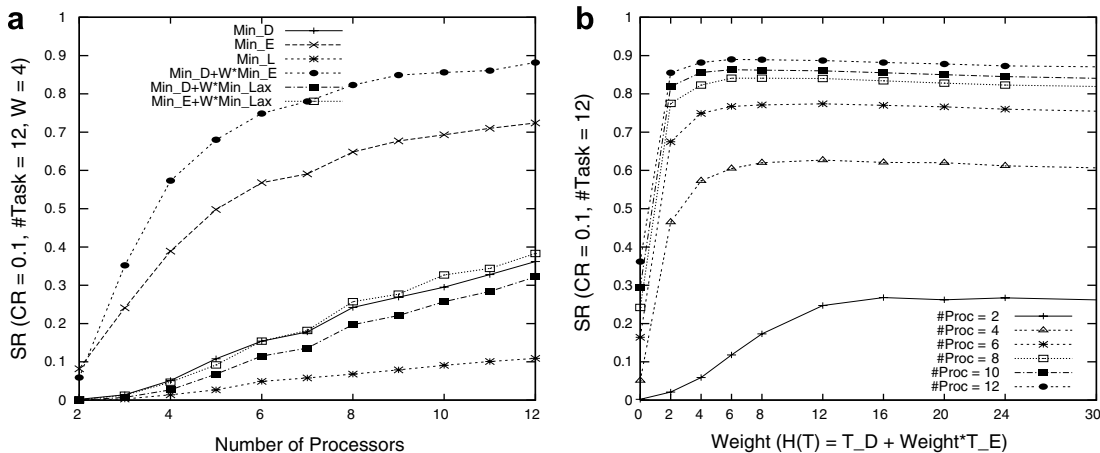 a
SR (CR = 0.1, #Task = 12, W = 4)
1
0.9
0.8
0.7
0.6
0.5
0.4
0.3
0.2
0.1
0
Min_D
Min_E
Min_L
Min_D+W*Min_E
Min_D+W*Min_Lax
Min_E+W*Min_Lax
2
4
6
8
10
12
Number of Processors
b
SR (CR = 0.1, #Task = 12)
1
0.9
0.8
0.7
0.6
0.5
0.4
0.3
0.2
0.1
0
#Proc = 2
#Proc = 4
#Proc = 6
#Proc = 8
#Proc = 10
#Proc = 12
0
2
4
6
8
12
16
20
24
30
Weight (H(T) = T_D + Weight*T_E)